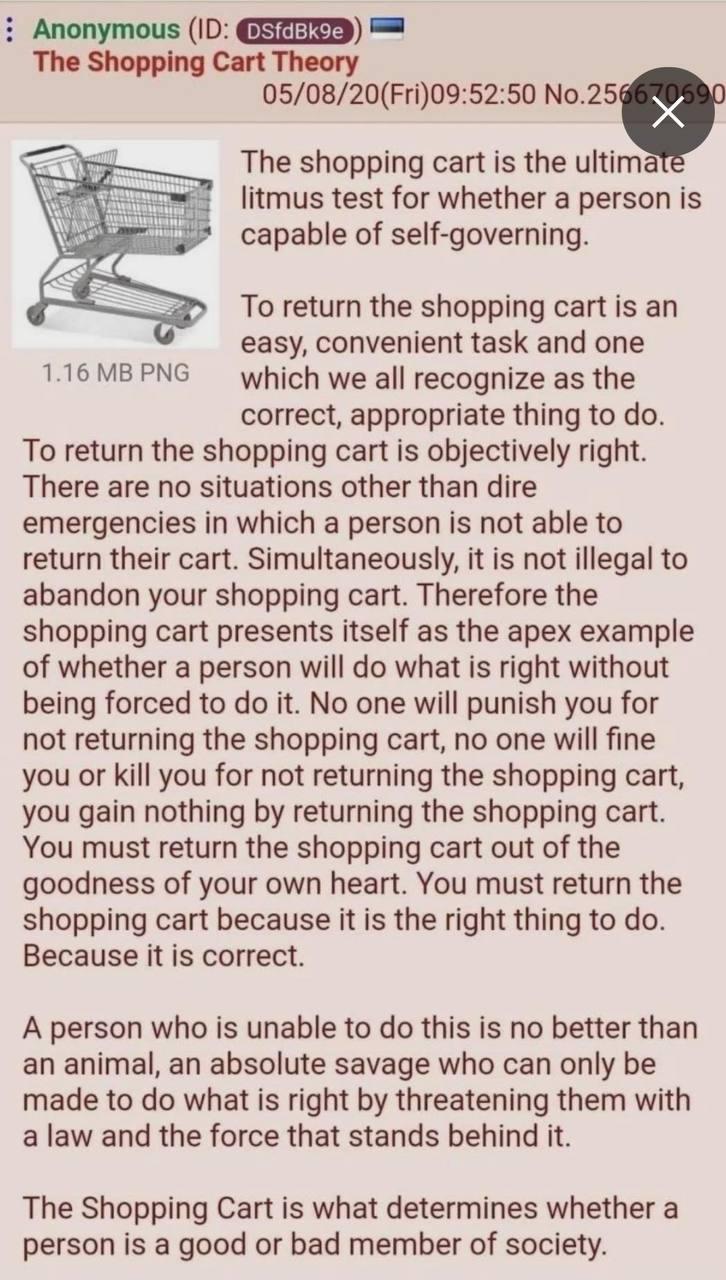 Anonymous (ID: DSfdBk9e)
The Shopping Cart Theory
05/08/20(Fri)09:52:50 No.256670690
The shopping cart is the ultimate
litmus test for whether a person is
capable of self-governing.
To return the shopping cart is an
easy, convenient task and one
which we all recognize as the
correct, appropriate thing to do.
1.16 MB PNG
To return the shopping cart is objectively right.
There are no situations other than dire
emergencies in which a person is not able to
return their cart. Simultaneously, it is not illegal to
abandon your shopping cart. Therefore the
shopping cart presents itself as the apex example
of whether a person will do what is right without
being forced to do it. No one will punish you for
not returning the shopping cart, no one will fine
you or kill you for not returning the shopping cart,
you gain nothing by returning the shopping cart.
You must return the shopping cart out of the
goodness of your own heart. You must return the
shopping cart because it is the right thing to do.
Because it is correct.
A person who is unable to do this is no better than
an animal, an absolute savage who can only be
made to do what is right by threatening them with
a law and the force that stands behind it.
The Shopping Cart is what determines whether a
person is a good or bad member of society.